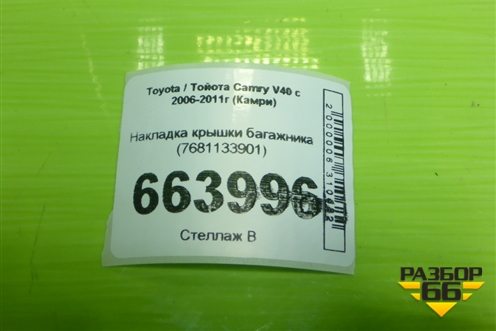 Toyota / Тойота Camry V40 с
2006-2011г (Камри)
Накладка крышки багажника
(7681133901)
663996
Стеллаж В
РАЗБОР
66